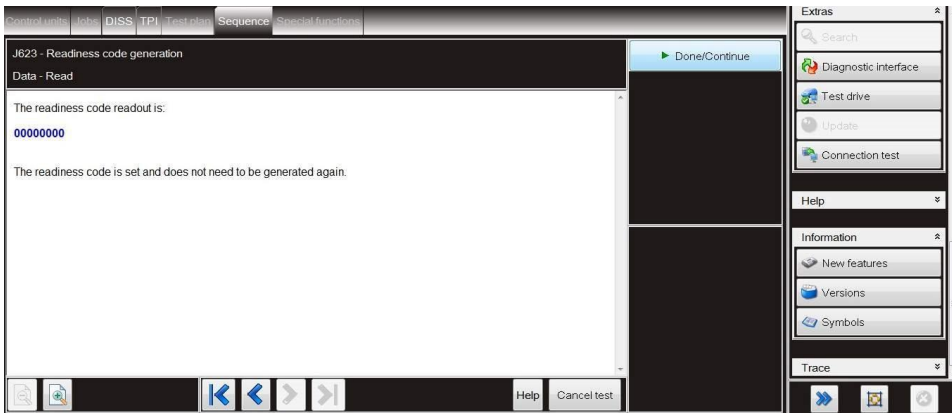 Control units Jobs DISS TPI Test plan Sequence Special functions
J623 - Readiness code generation
Data - Read
The readiness code readout is:
00000000
The readiness code is set and does not need to be generated again.
Done/Continue
Help
Cancel test
Extras
Search
Diagnostic interface
Test drive
Update
Connection test
Help
Information
New features
Versions
Symbols
Trace